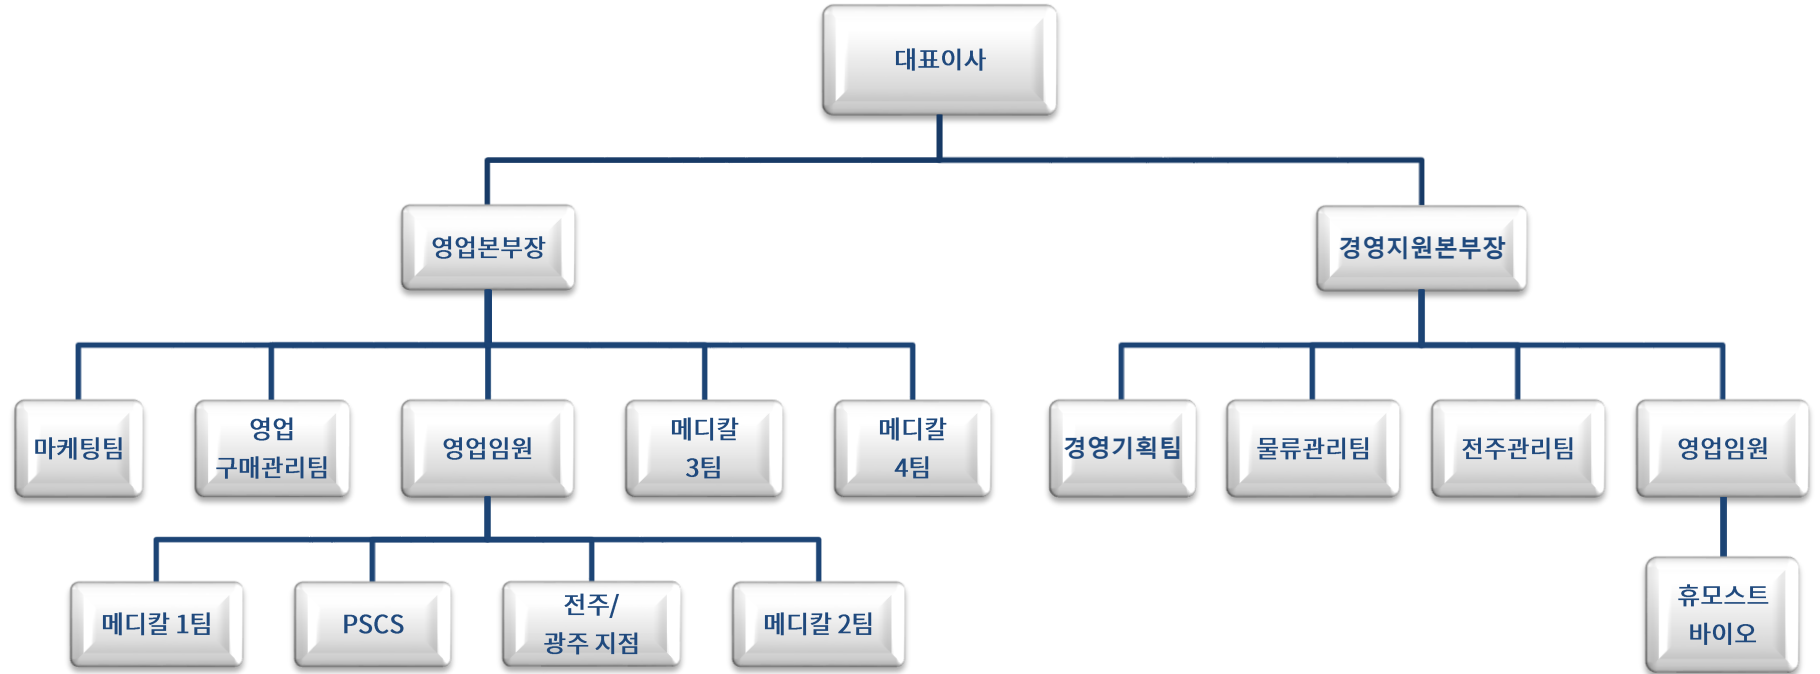 대표이사
영업본부장
경영지원본부장
마케팅팀
영업
구매관리팀
영업임원
메디칼
3팀
메디칼
4팀
경영기획팀
물류관리팀
전주관리팀
영업임원
메디칼 1팀
PSCS
전주/
광주 지점
메디칼 2팀
휴모스트
바이오